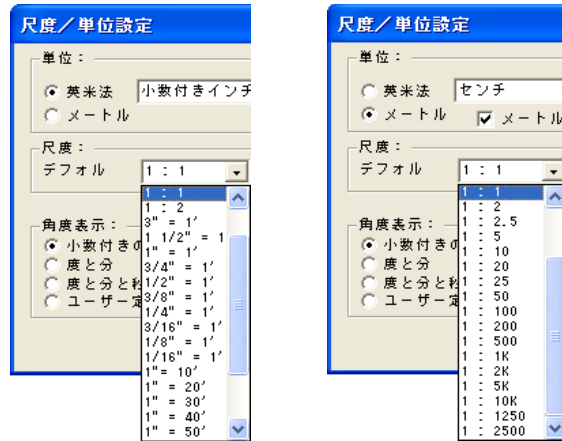 尺度／単位設定
単位：
英米法 小数付きインチ
メートル
尺度：
デフォル 1 : 1
1 : 1
1 : 2
3" = 1'
1 1/2" = 1
1" = 1'
3/4" = 1'
1/2" = 1'
3/8" = 1'
1/4" = 1'
3/16" = 1'
1/8" = 1'
1/16" = 1'
1"= 10'
1" = 20'
1" = 30'
1" = 40'
1" = 50'
角度表示：
小数付きの
度と分
度と分と秒
ユーザー定
尺度／単位設定
単位：
英米法 センチ
メートル メートル
尺度：
デフォル 1 : 1
1 : 1
1 : 2
1 : 2.5
1 : 5
1 : 10
1 : 20
1 : 25
1 : 50
1 : 100
1 : 200
1 : 500
1 : 1K
1 : 2K
1 : 5K
1 : 10K
1 : 1250
1 : 2500
角度表示：
小数付きの
度と分
度と分と秒
ユーザー定